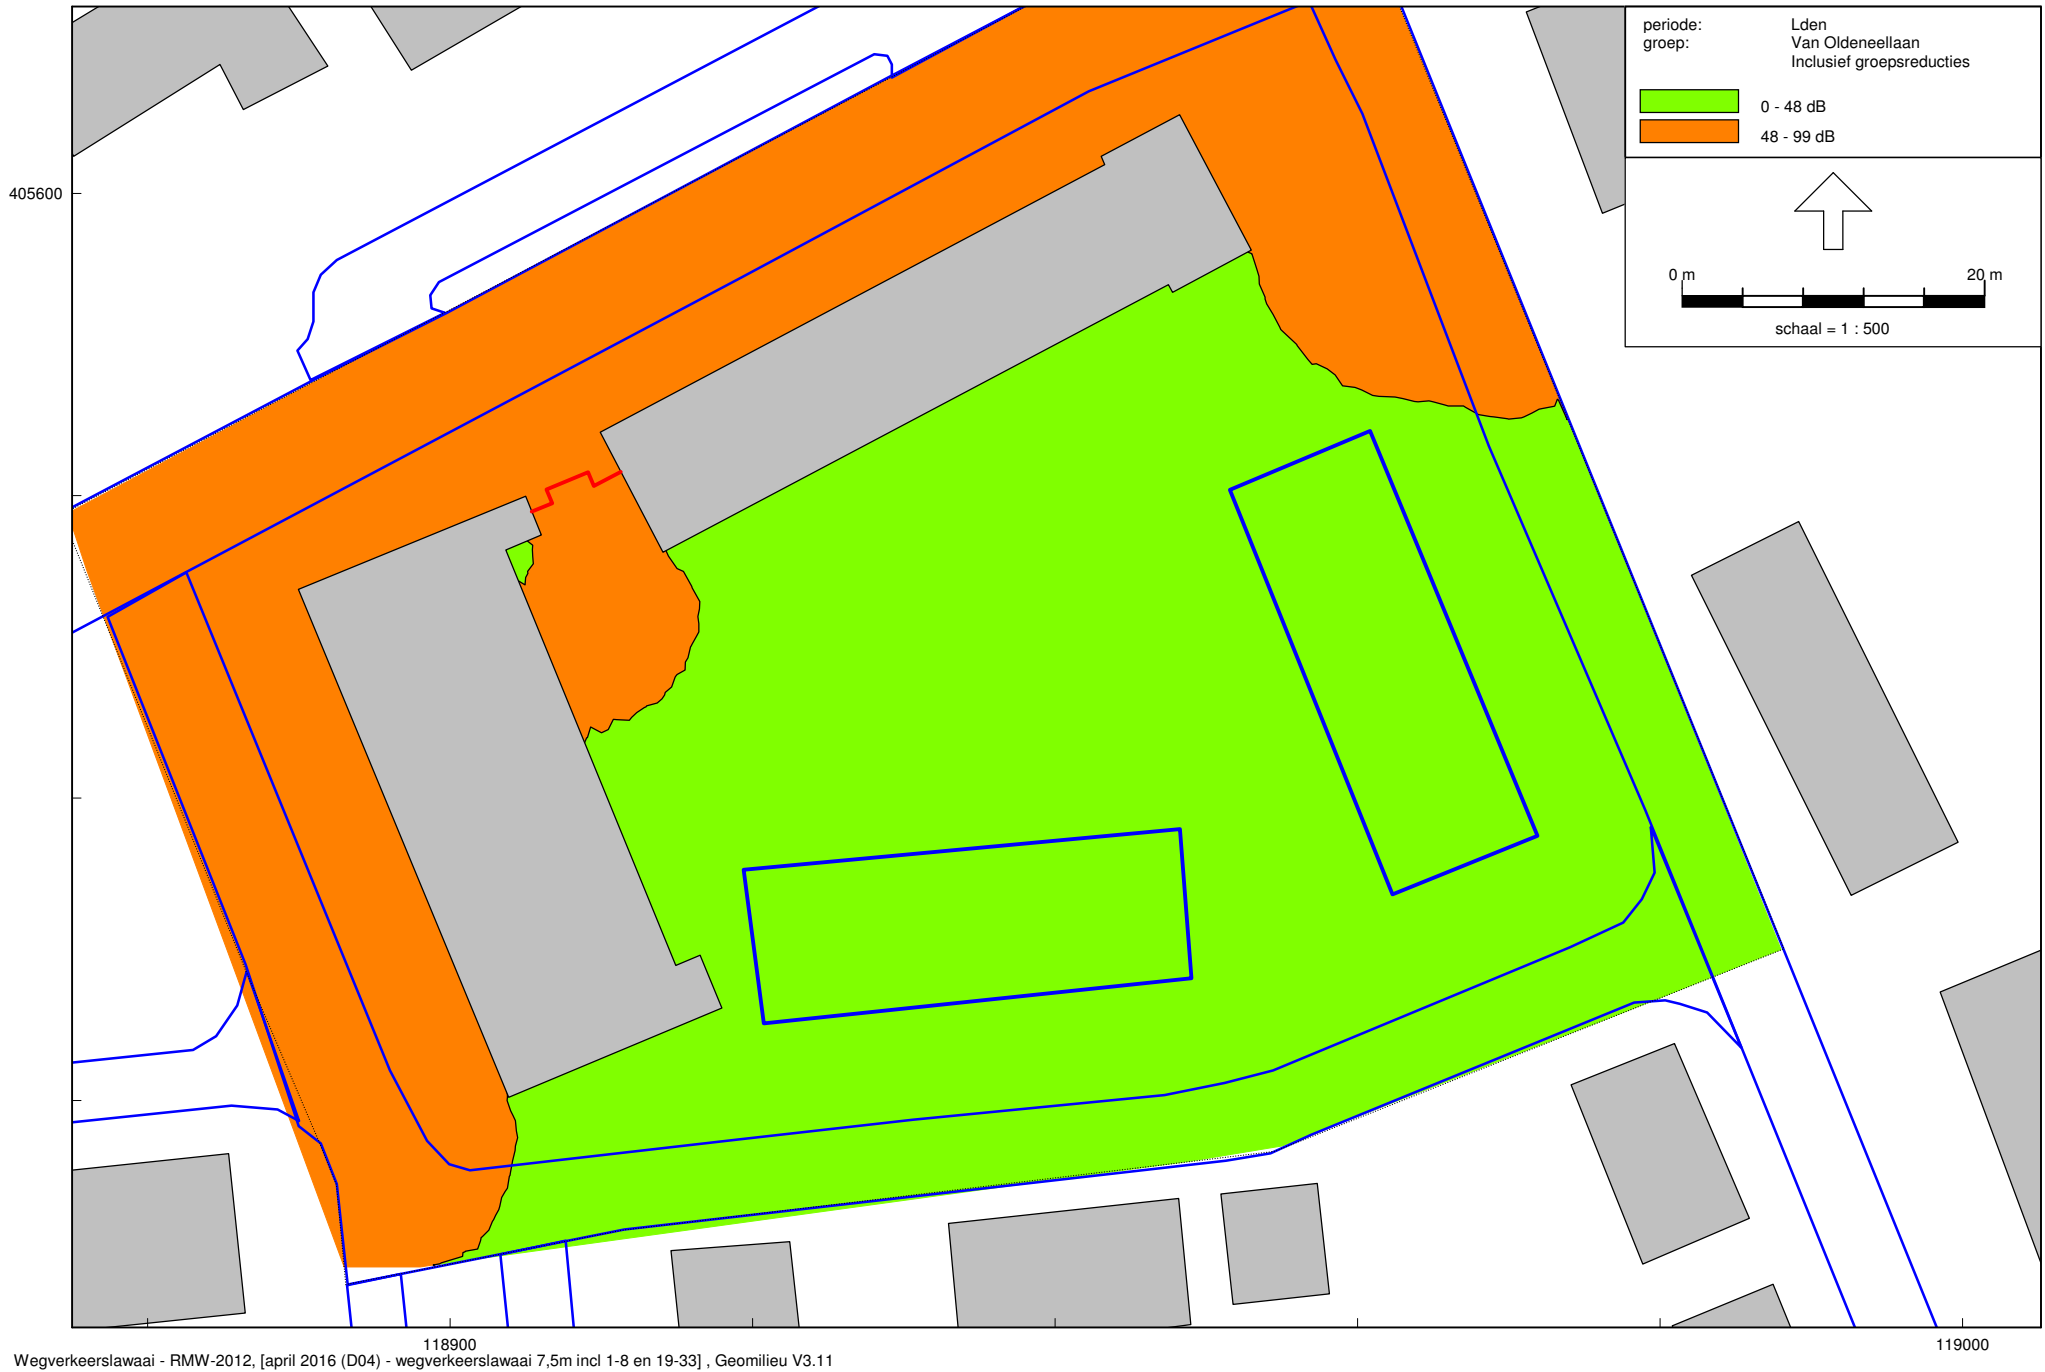 periode: Lden
groep: Van Oldeneellaan
Inclusief groepsreducties
0 - 48 dB
48 - 99 dB
405600
0 m 20 m
schaal = 1 : 500
118900 119000
Wegverkeerslawaai - RMW-2012, [april 2016 (D04) - wegverkeerslawaai 7,5m incl 1-8 en 19-33] , Geomilieu V3.11